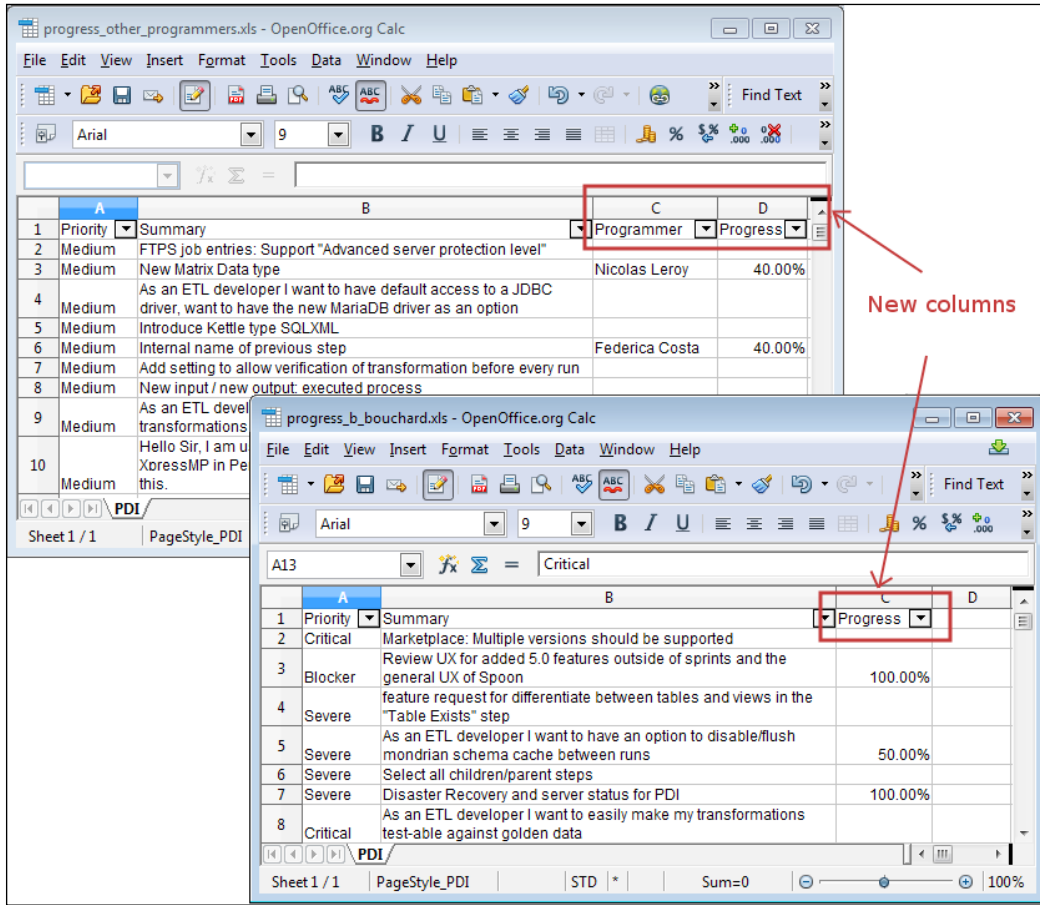 progress_other_programmers.xls - OpenOffice.org Calc
File Edit View Insert Format Tools Data Window Help
Find Text
Arial 9 B I U
A B C D
1 Priority Summary Programmer Progress
2 Medium FTPS job entries: Support "Advanced server protection level"
3 Medium New Matrix Data type Nicolas Leroy 40.00%
As an ETL developer I want to have default access to a JDBC
4 Medium driver, want to have the new MariaDB driver as an option
5 Medium Introduce Kettle type SQLXML
6 Medium Internal name of previous step Federica Costa 40.00%
7 Medium Add setting to allow verification of transformation before every run
8 Medium New input / new output: executed process
As an ETL devel
9 Medium transformations
Hello Sir, I am u
10 XpressMP in Pe
Medium this.
PDI
Sheet 1 / 1 PageStyle_PDI
New columns
progress_b_bouchard.xls - OpenOffice.org Calc
File Edit View Insert Format Tools Data Window Help
Find Text
Arial 9 B I U
A13 Critical
A B C D
1 Priority Summary Progress
2 Critical Marketplace: Multiple versions should be supported
Review UX for added 5.0 features outside of sprints and the
3 Blocker general UX of Spoon 100.00%
feature request for differentiate between tables and views in the
4 Severe "Table Exists" step
As an ETL developer I want to have an option to disable/flush
5 Severe mondrian schema cache between runs 50.00%
6 Severe Select all children/parent steps
7 Severe Disaster Recovery and server status for PDI 100.00%
As an ETL developer I want to easily make my transformations
8 Critical test-able against golden data
PDI
Sheet 1 / 1 PageStyle_PDI STD * Sum=0 100%